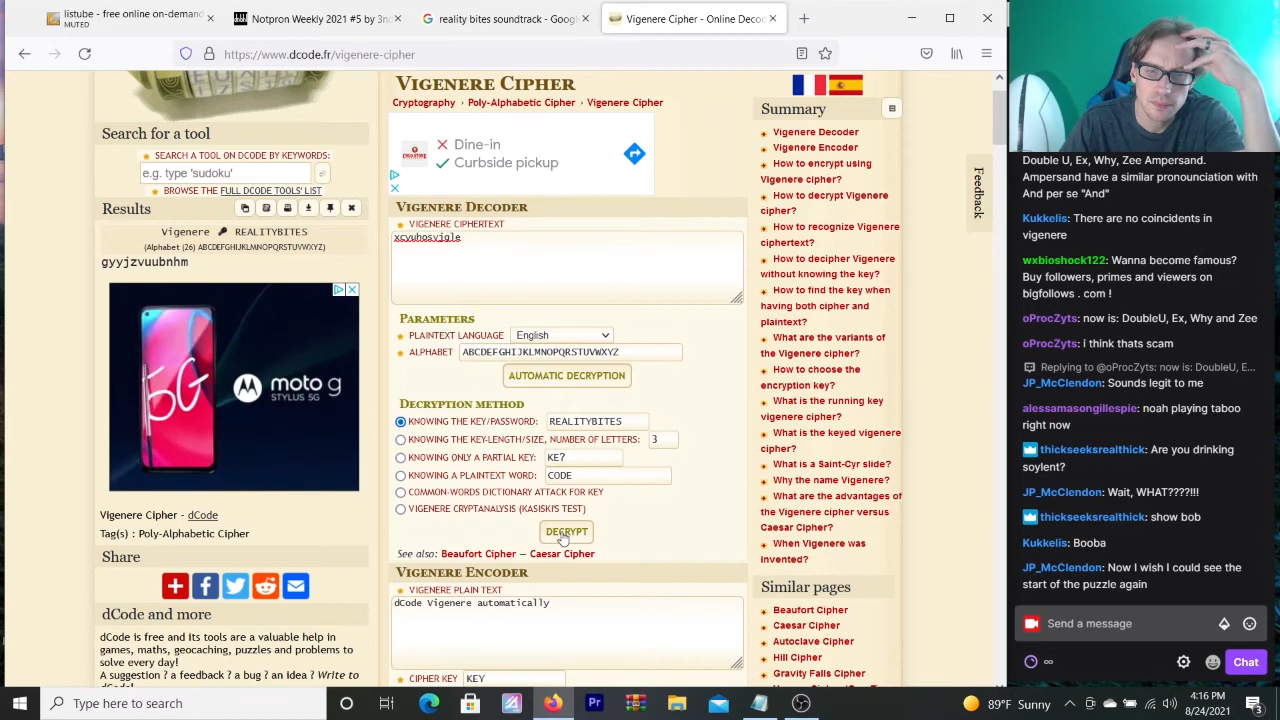 listube - free online on-demand
MUTED
Notpron Weekly 2021 #5 by 3nd
reality bites soundtrack - Google
Vigenere Cipher - Online Decod
https://www.dcode.fr/vigenere-cipher
Search for a tool
SEARCH A TOOL ON DCODE BY KEYWORDS:
e.g. type 'sudoku'
BROWSE THE FULL DCODE TOOLS' LIST
Results
Vigenere REALITYBITES
(Alphabet (26) ABCDEFGHIJKLMNOPQRSTUVWXYZ)
gyyjzvuubnhm
5G
moto g
STYLUS 5G
Vigenere Cipher - dCode
Tag(s) : Poly-Alphabetic Cipher
Share
dCode and more
dCode is free and its tools are a valuable help in
games, maths, geocaching, puzzles and problems to
solve every day!
A suggestion ? a feedback ? a bug ? an idea ? Write to
VIGENERE CIPHER
Cryptography › Poly-Alphabetic Cipher › Vigenere Cipher
Dine-in
Curbside pickup
VIGENERE DECODER
VIGENERE CIPHERTEXT
xcyuhosvjgle
PARAMETERS
PLAINTEXT LANGUAGE English
ALPHABET ABCDEFGHIJKLMNOPQRSTUVWXYZ
AUTOMATIC DECRYPTION
DECRYPTION METHOD
KNOWING THE KEY/PASSWORD: REALITYBITES
KNOWING THE KEY-LENGTH/SIZE, NUMBER OF LETTERS: 3
KNOWING ONLY A PARTIAL KEY: KE?
KNOWING A PLAINTEXT WORD: CODE
COMMON-WORDS DICTIONARY ATTACK FOR KEY
VIGENERE CRYPTANALYSIS (KASISKI'S TEST)
DECRYPT
See also: Beaufort Cipher — Caesar Cipher
VIGENERE ENCODER
VIGENERE PLAIN TEXT
dCode Vigenere automatically
CIPHER KEY KEY
Summary
Vigenere Decoder
Vigenere Encoder
How to encrypt using
Vigenere cipher?
How to decrypt Vigenere
cipher?
How to recognize Vigenere
ciphertext?
How to decipher Vigenere
without knowing the key?
How to find the key when
having both cipher and
plaintext?
What are the variants of
the Vigenere cipher?
How to choose the
encryption key?
What is the running key
vigenere cipher?
What is the keyed vigenere
cipher?
What is a Saint-Cyr slide?
Why the name Vigenere?
What are the advantages of
the Vigenere cipher versus
Caesar Cipher?
When Vigenere was
invented?
Similar pages
Beaufort Cipher
Caesar Cipher
Autoclave Cipher
Hill Cipher
Gravity Falls Cipher
Feedback
Double U, Ex, Why, Zee Ampersand.
Ampersand have a similar pronounciation with
And per se "And"
Kukkelis: There are no coincidents in
vigenere
wxbioshock122: Wanna become famous?
Buy followers, primes and viewers on
bigfollows . com !
oProcZyts: now is: DoubleU, Ex, Why and Zee
oProcZyts: i think thats scam
Replying to @oProcZyts: now is: DoubleU, E...
JP_McClendon: Sounds legit to me
alessamasongillespie: noah playing taboo
right now
thickseeksrealthick: Are you drinking
soylent?
JP_McClendon: Wait, WHAT????!!!
thickseeksrealthick: show bob
Kukkelis: Booba
JP_McClendon: Now I wish I could see the
start of the puzzle again
Send a message
Chat
Type here to search
89°F Sunny
4:16 PM
8/24/2021